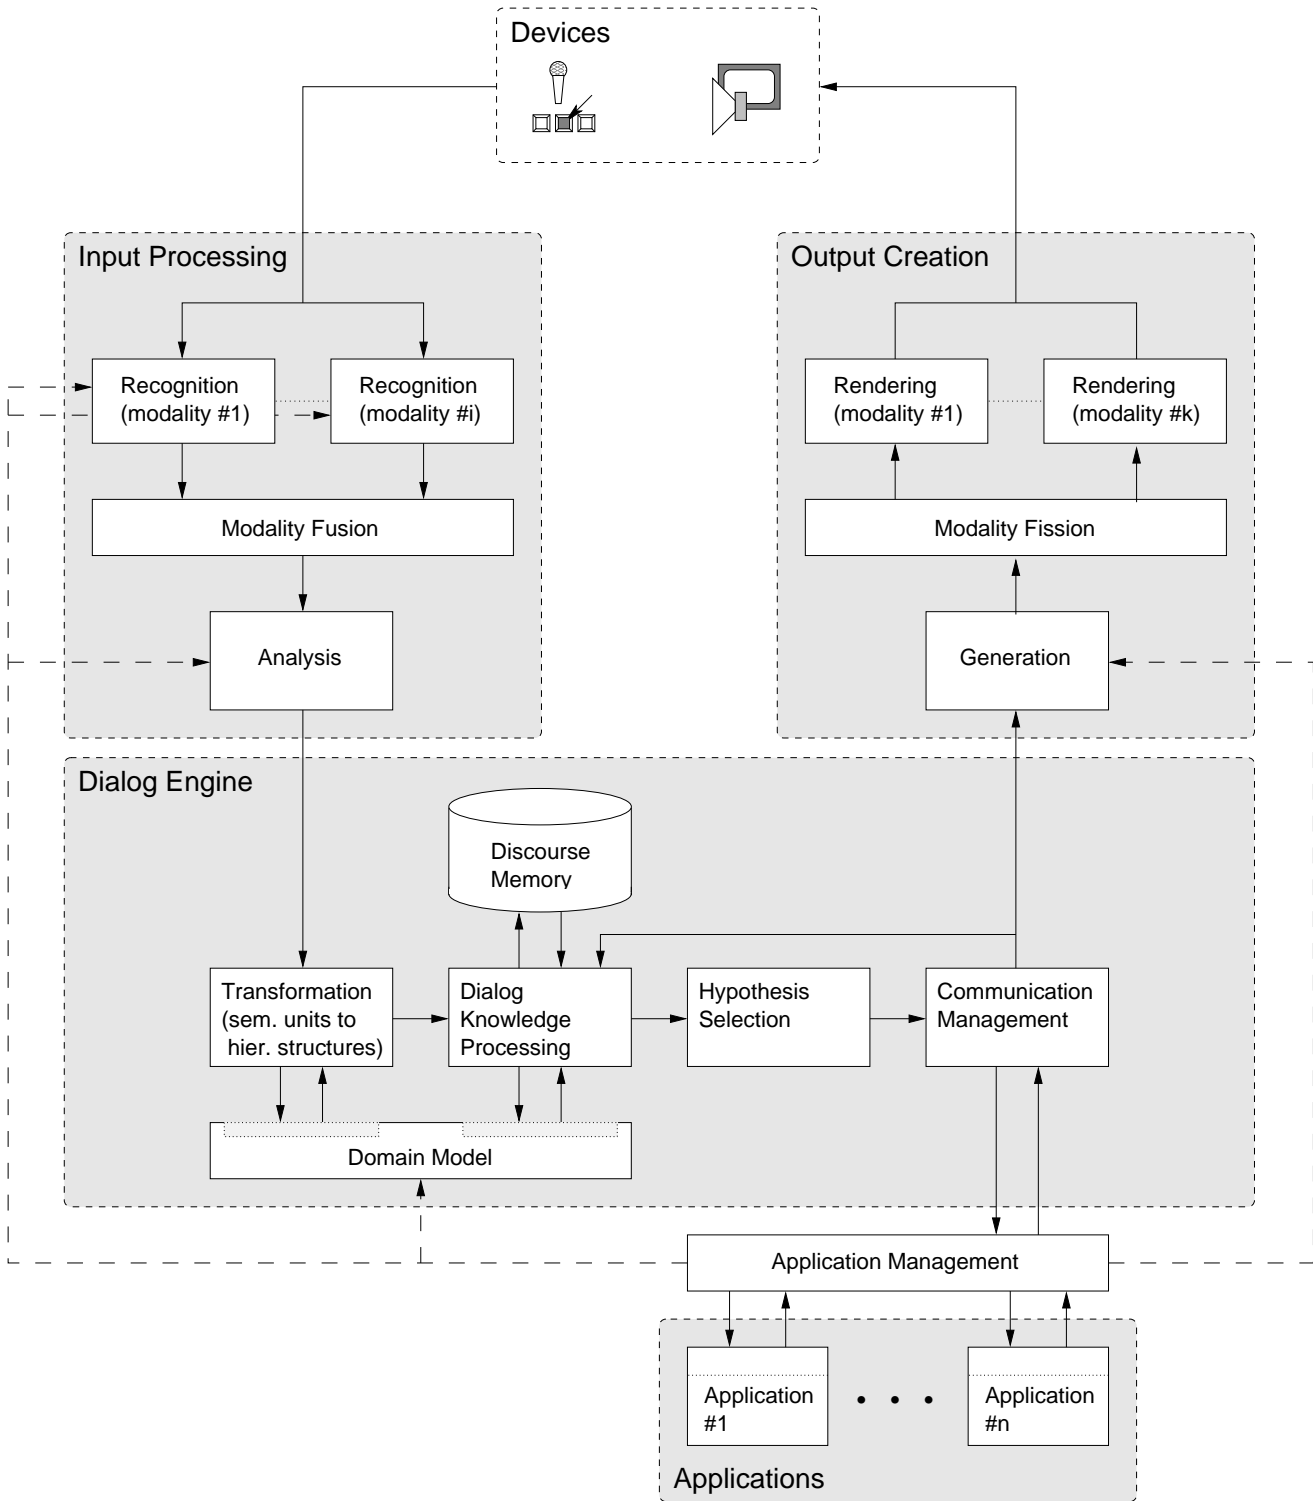 Devices
Input Processing
Output Creation
Recognition
(modality #1)
Recognition
(modality #i)
Rendering
(modality #1)
Rendering
(modality #k)
Modality Fusion
Modality Fission
Analysis
Generation
Dialog Engine
Discourse
Memory
Transformation
(sem. units to
hier. structures)
Dialog
Knowledge
Processing
Hypothesis
Selection
Communication
Management
Domain Model
Application Management
Application
#1
Application
#n
Applications